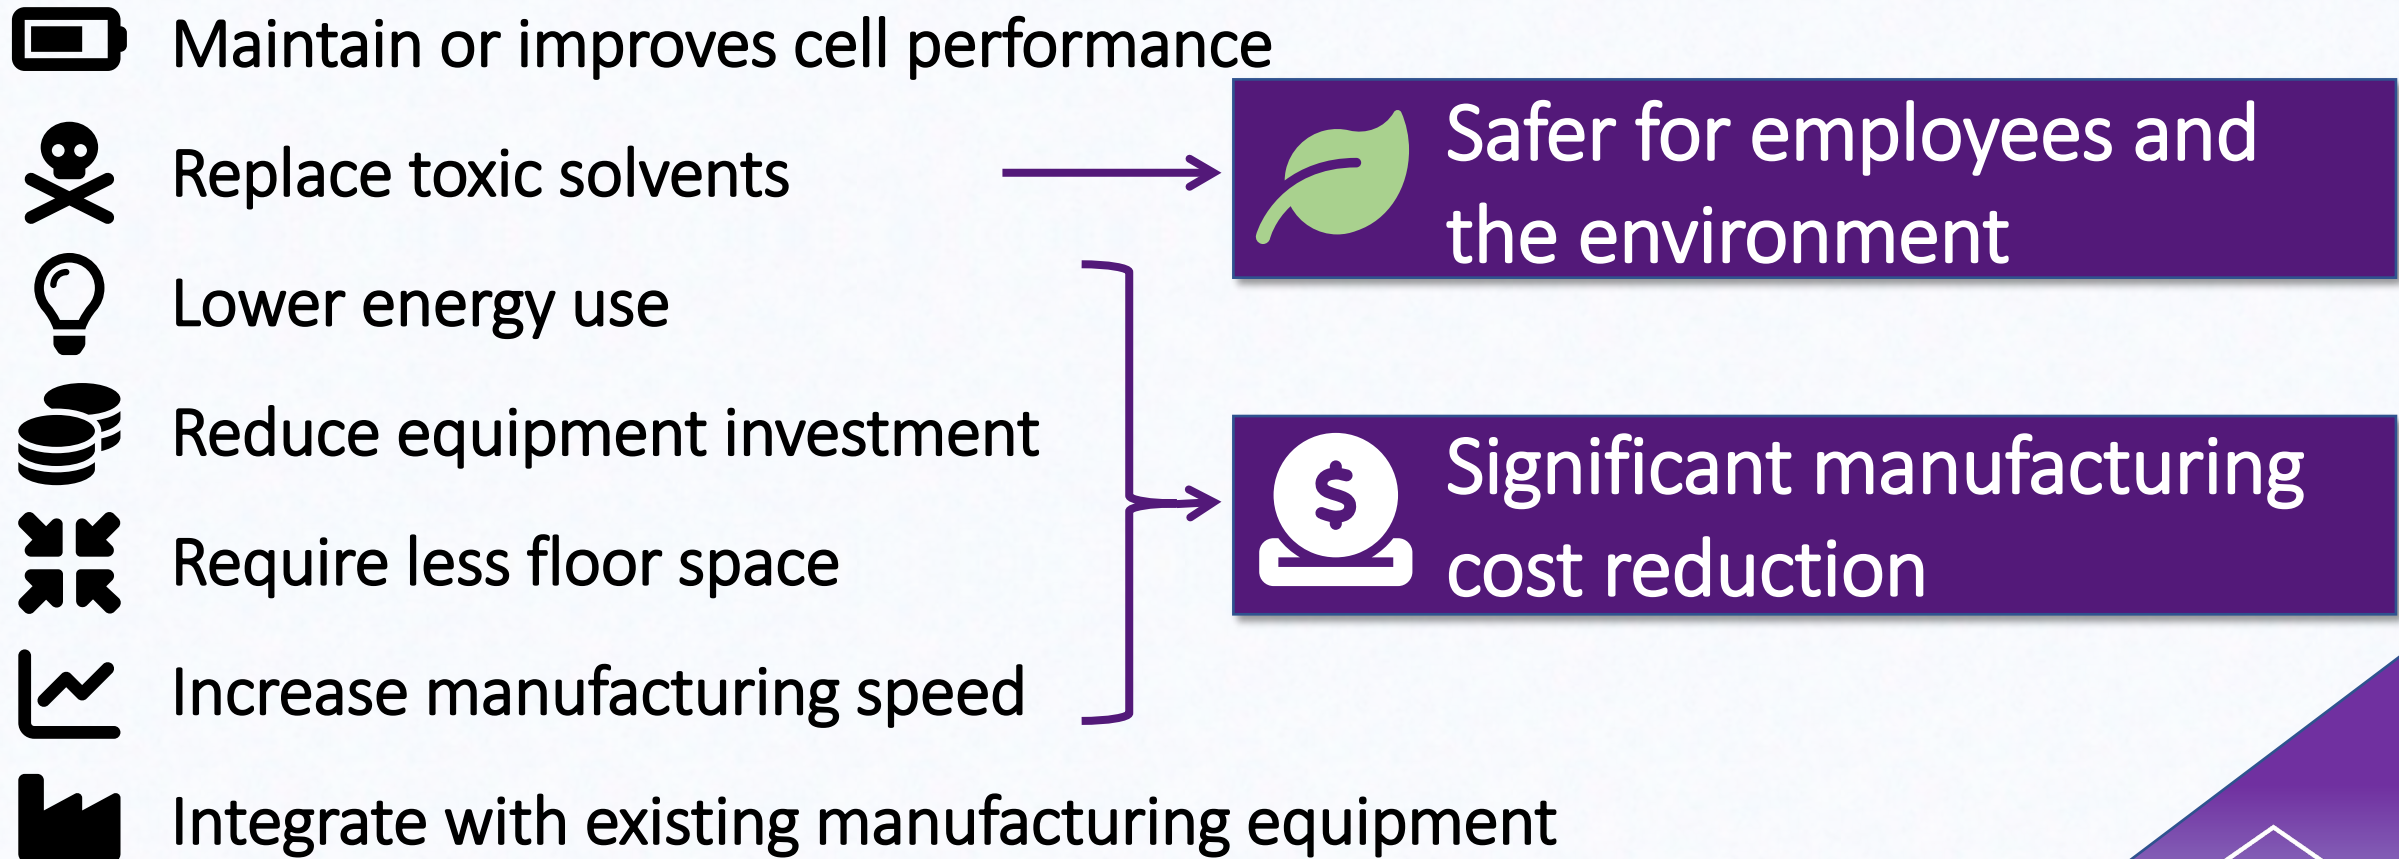 Maintain or improves cell performance
Replace toxic solvents
Safer for employees and
the environment
Lower energy use
Reduce equipment investment
Require less floor space
Increase manufacturing speed
$
Significant manufacturing
cost reduction
Integrate with existing manufacturing equipment